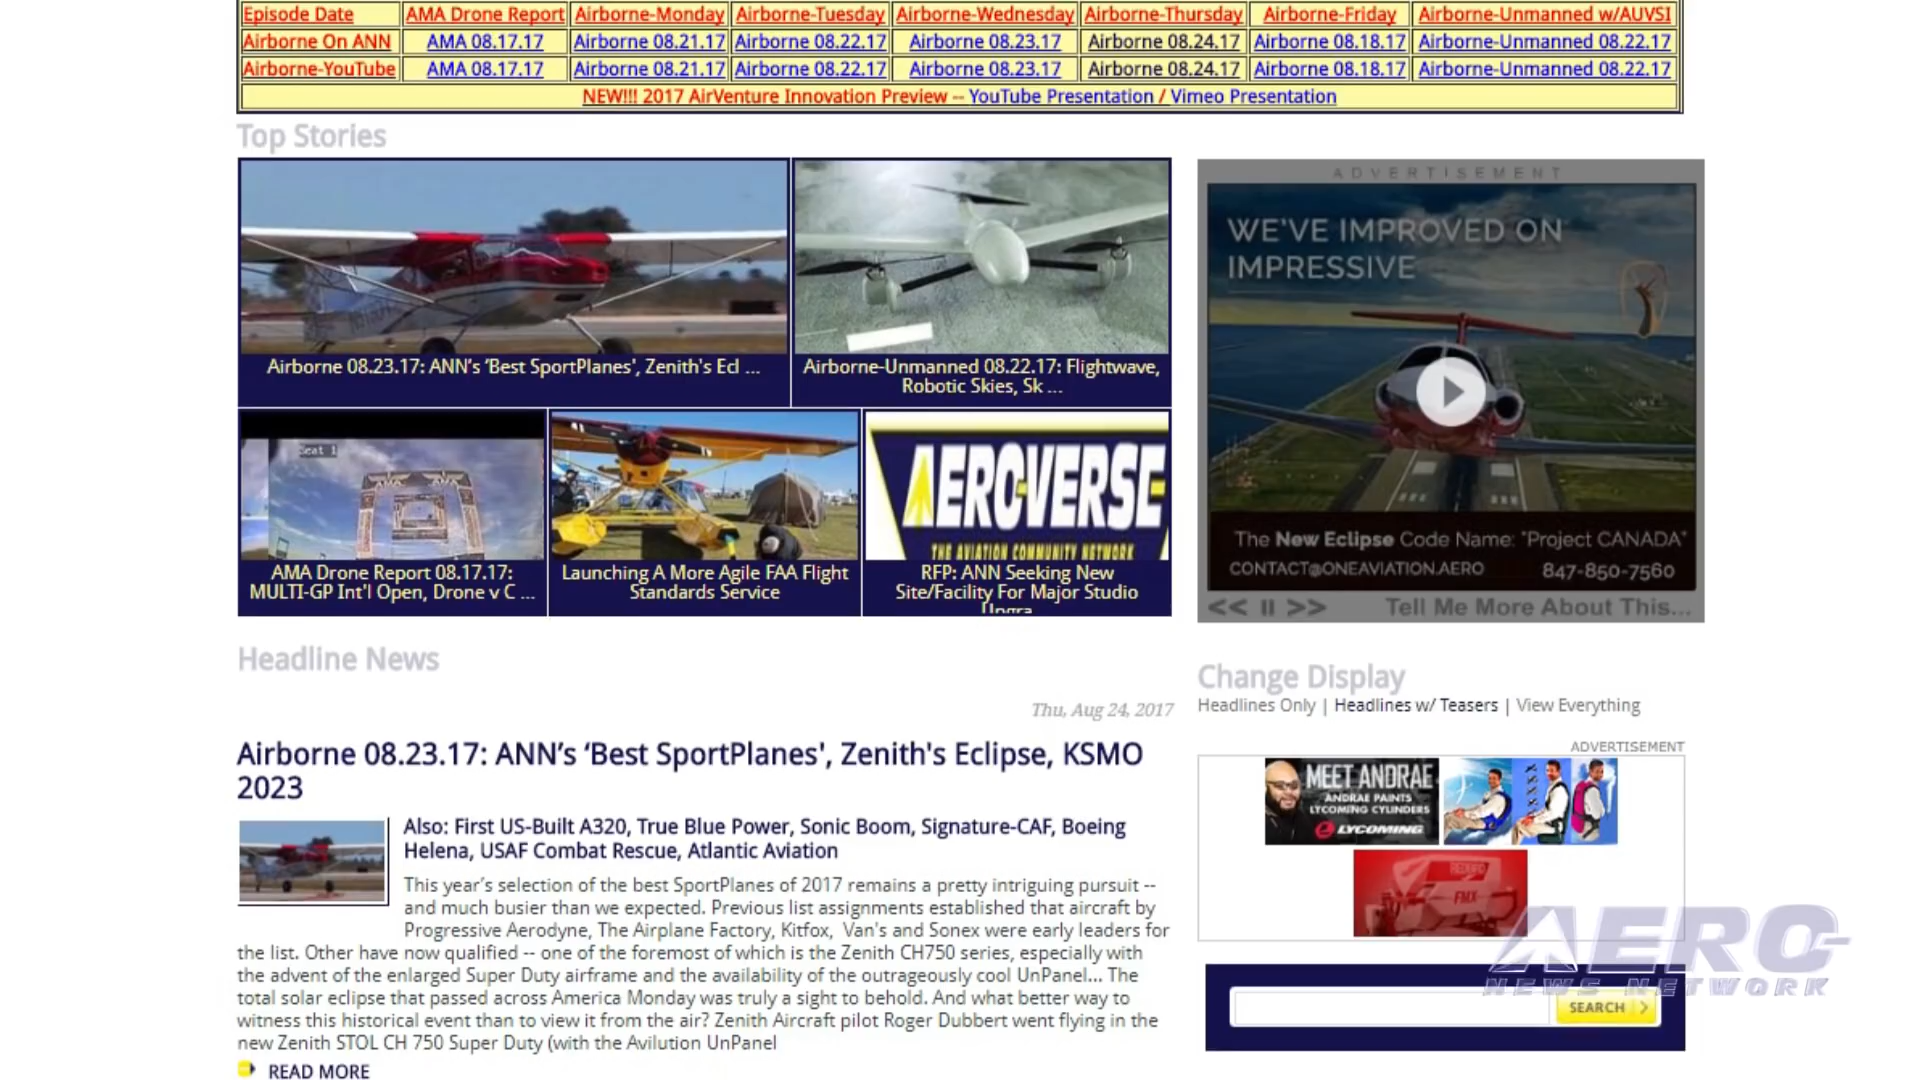 Episode Date AMA Drone Report Airborne-Monday Airborne-Tuesday Airborne-Wednesday Airborne-Thursday Airborne-Friday Airborne-Unmanned w/AUVSI
Airborne On ANN AMA 08.17.17 Airborne 08.21.17 Airborne 08.22.17 Airborne 08.23.17 Airborne 08.24.17 Airborne 08.18.17 Airborne-Unmanned 08.22.17
Airborne-YouTube AMA 08.17.17 Airborne 08.21.17 Airborne 08.22.17 Airborne 08.23.17 Airborne 08.24.17 Airborne 08.18.17 Airborne-Unmanned 08.22.17
NEW!!! 2017 AirVenture Innovation Preview -- YouTube Presentation / Vimeo Presentation
Top Stories
Airborne 08.23.17: ANN's ‘Best SportPlanes', Zenith's Ecl ...
Airborne-Unmanned 08.22.17: Flightwave,
Robotic Skies, Sk ...
AMA Drone Report 08.17.17:
MULTI-GP Int'l Open, Drone v C ...
Launching A More Agile FAA Flight
Standards Service
AEROVERSE
THE AVIATION COMMUNITY NETWORK
RFP: ANN Seeking New
Site/Facility For Major Studio
ADVERTISEMENT
WE'VE IMPROVED ON
IMPRESSIVE
The New Eclipse Code Name: "Project CANADA"
CONTACT@ONEAVIATION.AERO 847-850-7560
<< II >> Tell Me More About This...
Headline News
Thu, Aug 24, 2017
Airborne 08.23.17: ANN’s ‘Best SportPlanes', Zenith's Eclipse, KSMO
2023
Also: First US-Built A320, True Blue Power, Sonic Boom, Signature-CAF, Boeing
Helena, USAF Combat Rescue, Atlantic Aviation
This year’s selection of the best SportPlanes of 2017 remains a pretty intriguing pursuit --
and much busier than we expected. Previous list assignments established that aircraft by
Progressive Aerodyne, The Airplane Factory, Kitfox, Van's and Sonex were early leaders for
the list. Other have now qualified -- one of the foremost of which is the Zenith CH750 series, especially with
the advent of the enlarged Super Duty airframe and the availability of the outrageously cool UnPanel... The
total solar eclipse that passed across America Monday was truly a sight to behold. And what better way to
witness this historical event than to view it from the air? Zenith Aircraft pilot Roger Dubbert went flying in the
new Zenith STOL CH 750 Super Duty (with the Avilution UnPanel
READ MORE
Change Display
Headlines Only | Headlines w/ Teasers | View Everything
ADVERTISEMENT
MEET ANDRAE
ANDRAE PAINTS
LYCOMING CYLINDERS
LYCOMING
REDBIRD
FMX
AERO-
NEWS NETWORK
SEARCH